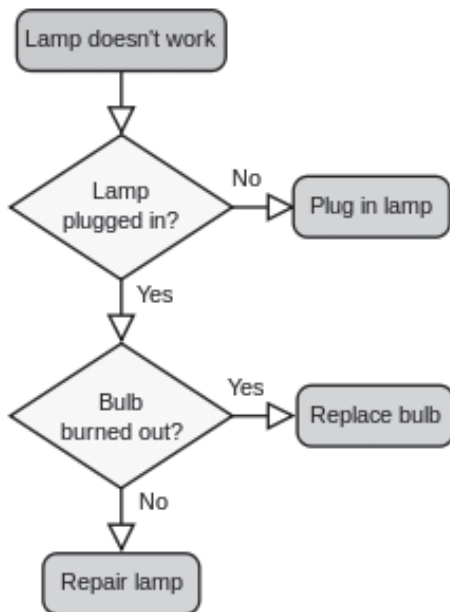 Lamp doesn't work
Lamp
plugged in?
No
Plug in lamp
Yes
Bulb
burned out?
Yes
Replace bulb
No
Repair lamp